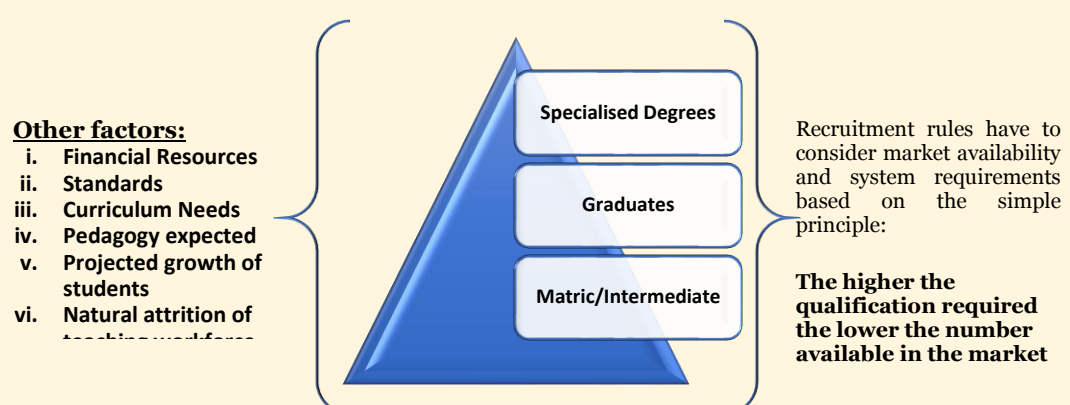 Other factors:
i. Financial Resources
ii. Standards
iii. Curriculum Needs
iv. Pedagogy expected
v. Projected growth of
students
vi. Natural attrition of
Specialised Degrees
Graduates
Matric/Intermediate
Recruitment rules have to
consider market availability
and system requirements
based on the simple
principle:
The higher the
qualification required
the lower the number
available in the market